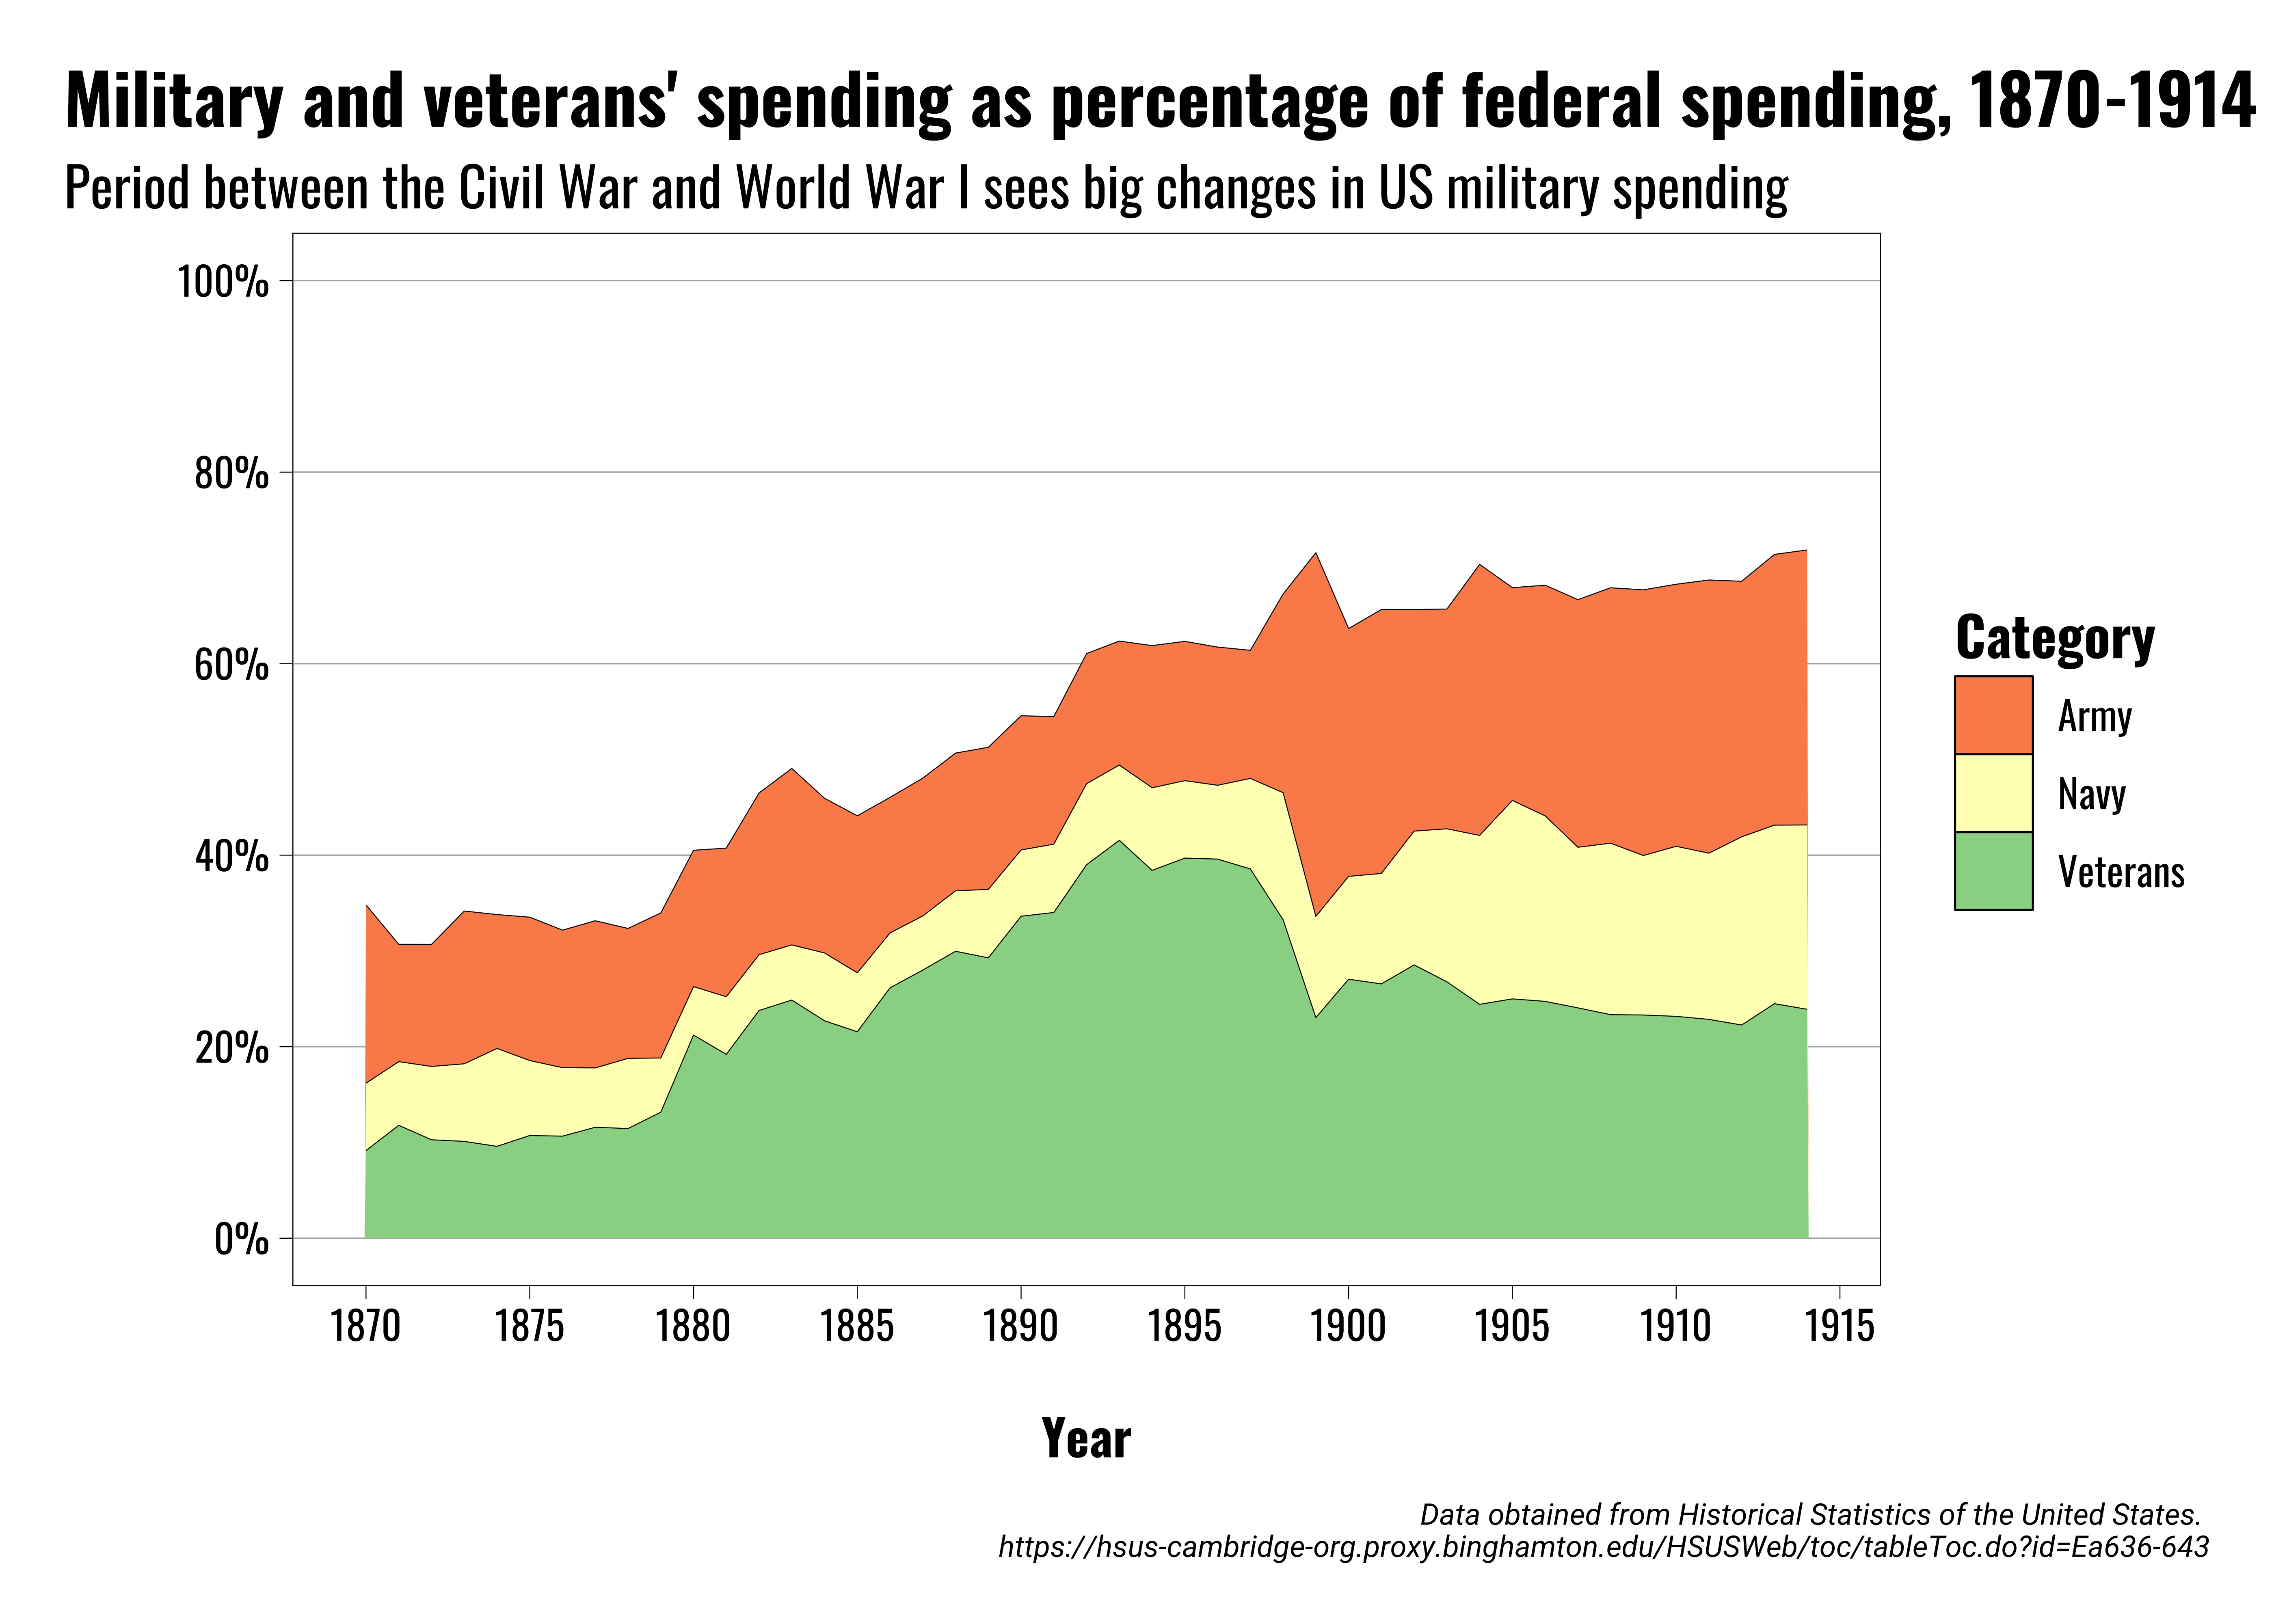 Military and veterans' spending as percentage of federal spending, 1870-1914
Period between the Civil War and World War I sees big changes in US military spending
100%
80%
60%
40%
20%
0%
1870 1875 1880 1885 1890 1895 1900 1905 1910 1915
Year
Category
Army
Navy
Veterans
Data obtained from Historical Statistics of the United States.
https://hsus-cambridge-org.proxy.binghamton.edu/HSUSWeb/toc/tableToc.do?id=Ea636-643